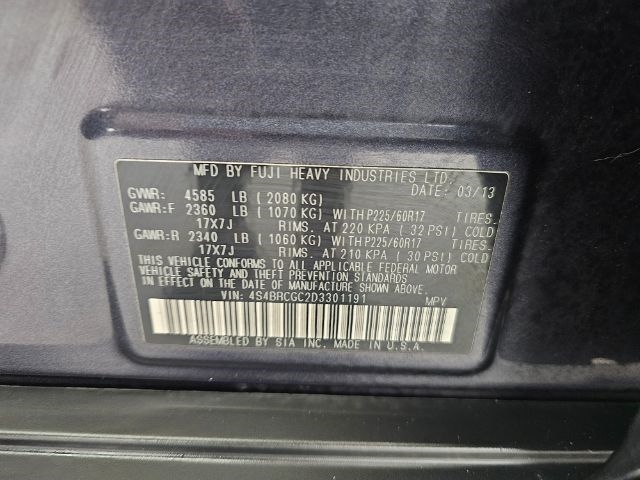 MFD BY FUJI HEAVY INDUSTRIES LTD.
DATE: 03/13
GVWR: 4585 LB ( 2080 KG)
GAWR:F 2360 LB ( 1070 KG) WITH P225/60R17 TIRES,
17X7J RIMS, AT 220 KPA ( 32 PSI) COLD
GAWR:R 2340 LB ( 1060 KG) WITH P225/60R17 TIRES,
17X7J RIMS, AT 210 KPA ( 30 PSI) COLD
THIS VEHICLE CONFORMS TO ALL APPLICABLE FEDERAL MOTOR
VEHICLE SAFETY AND THEFT PREVENTION STANDARDS
IN EFFECT ON THE DATE OF MANUFACTURE SHOWN ABOVE.
VIN: 4S4BRCGC2D3301191 MPV
ASSEMBLED BY SIA INC. MADE IN U.S.A.